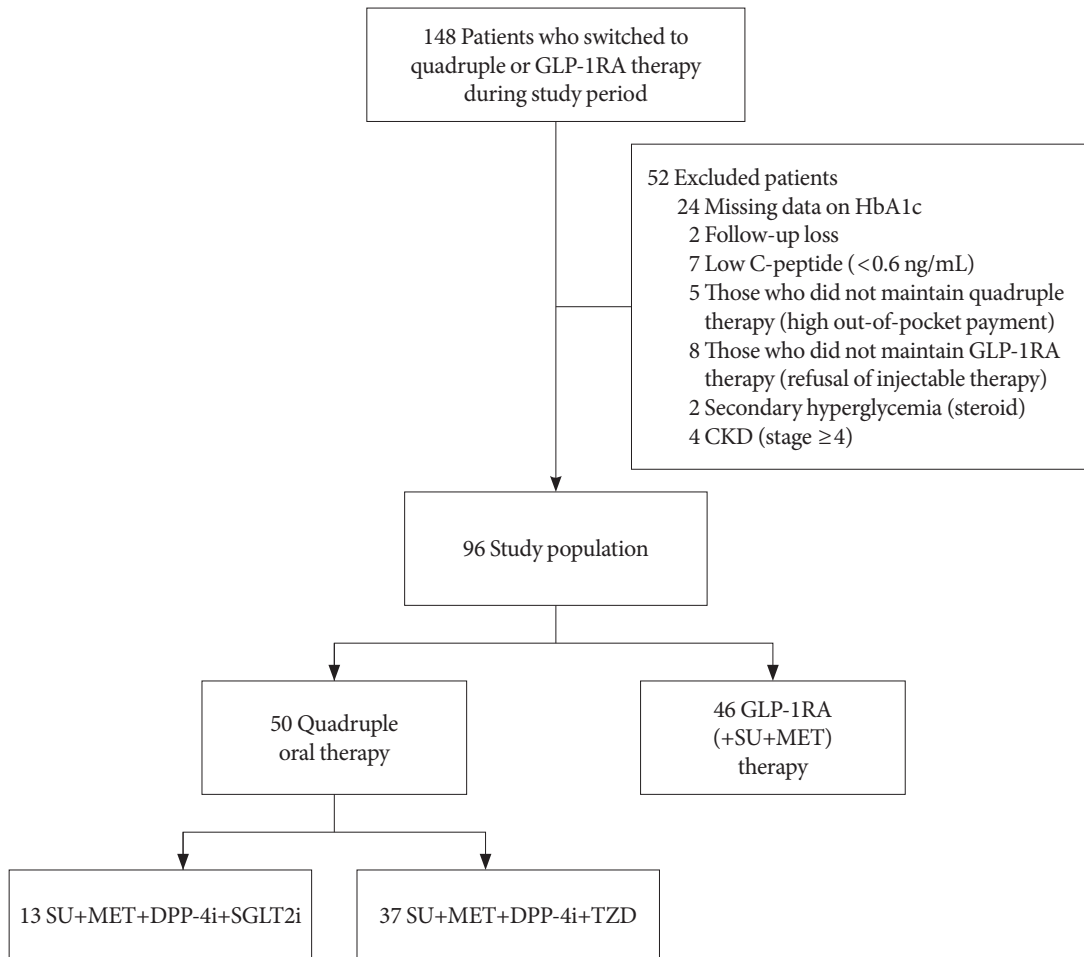 148 Patients who switched to
quadruple or GLP-1RA therapy
during study period
52 Excluded patients
24 Missing data on HbA1c
2 Follow-up loss
7 Low C-peptide (<0.6 ng/mL)
5 Those who did not maintain quadruple
therapy (high out-of-pocket payment)
8 Those who did not maintain GLP-1RA
therapy (refusal of injectable therapy)
2 Secondary hyperglycemia (steroid)
4 CKD (stage ≥4)
96 Study population
50 Quadruple
oral therapy
46 GLP-1RA
(+SU+MET)
therapy
13 SU+MET+DPP-4i+SGLT2i
37 SU+MET+DPP-4i+TZD